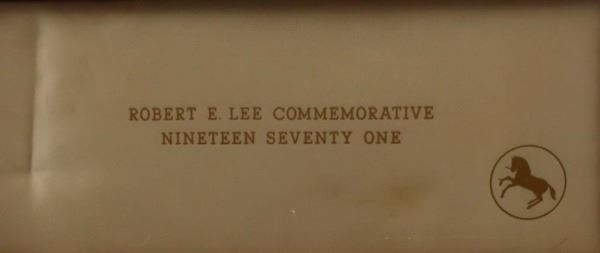 ROBERT E. LEE COMMEMORATIVE
NINETEEN SEVENTY ONE